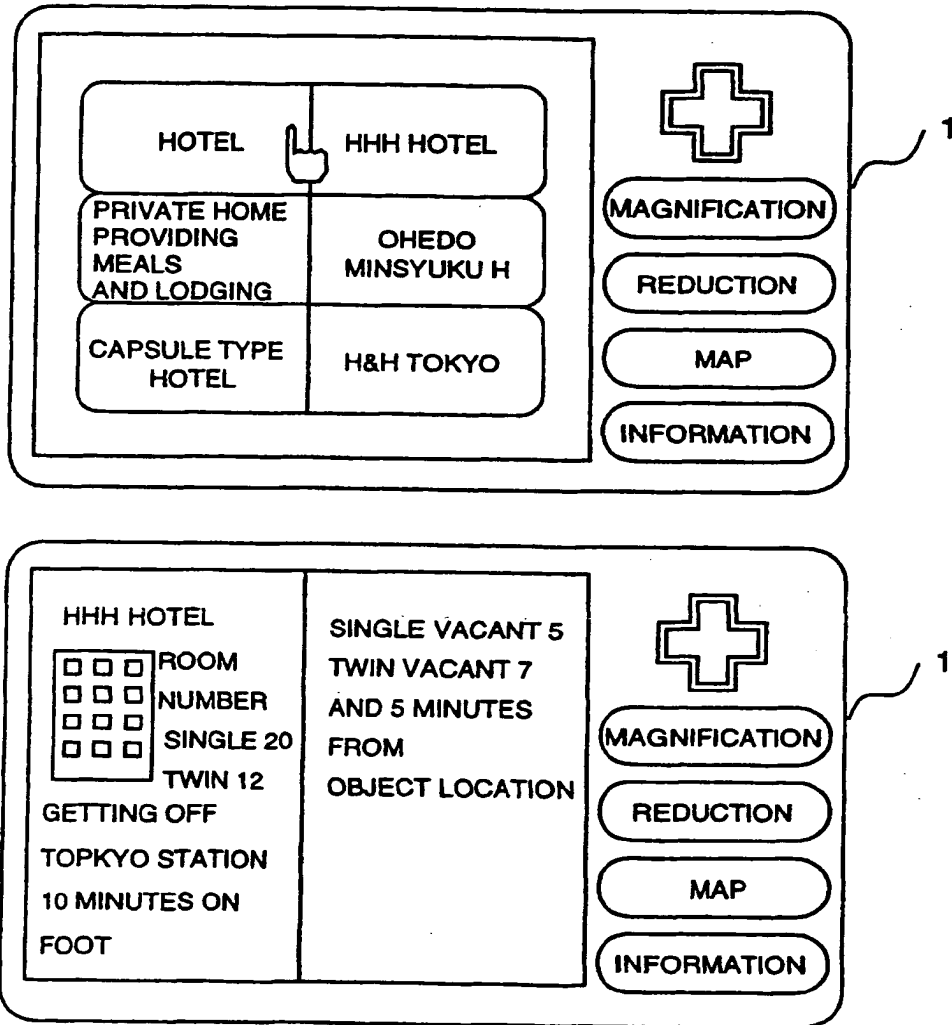 HOTEL
HHH HOTEL
PRIVATE HOME
PROVIDING
MEALS
AND LODGING
OHEDO
MINSYUKU H
CAPSULE TYPE
HOTEL
H&H TOKYO
MAGNIFICATION
REDUCTION
MAP
INFORMATION
1
HHH HOTEL
ROOM
NUMBER
SINGLE 20
TWIN 12
GETTING OFF
TOPKYO STATION
10 MINUTES ON
FOOT
SINGLE VACANT 5
TWIN VACANT 7
AND 5 MINUTES
FROM
OBJECT LOCATION
MAGNIFICATION
REDUCTION
MAP
INFORMATION
1